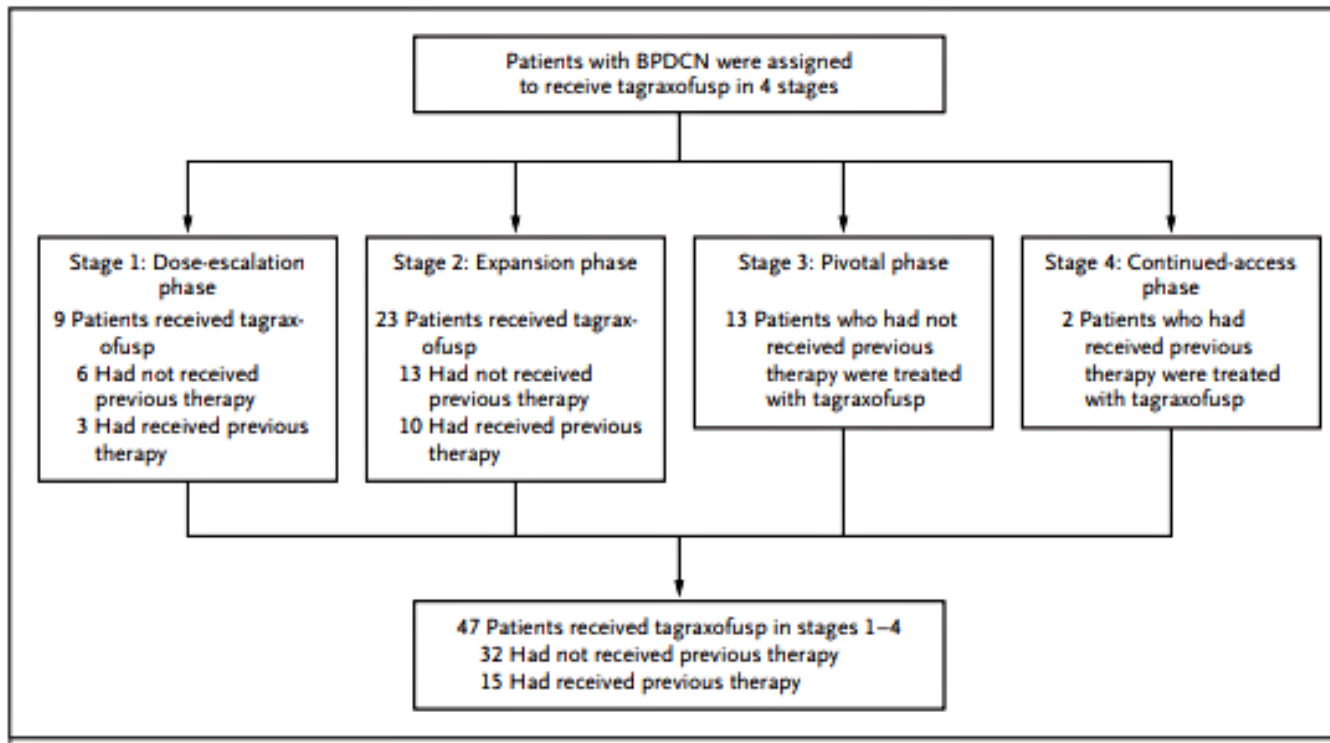 Patients with BPDCN were assigned
to receive tagraxofusp in 4 stages
Stage 1: Dose-escalation
phase
9 Patients received tagrax-
ofusp
6 Had not received
previous therapy
3 Had received previous
therapy
Stage 2: Expansion phase
23 Patients received tagrax-
ofusp
13 Had not received
previous therapy
10 Had received previous
therapy
Stage 3: Pivotal phase
13 Patients who had not
received previous
therapy were treated
with tagraxofusp
Stage 4: Continued-access
phase
2 Patients who had
received previous
therapy were treated
with tagraxofusp
47 Patients received tagraxofusp in stages 1–4
32 Had not received previous therapy
15 Had received previous therapy